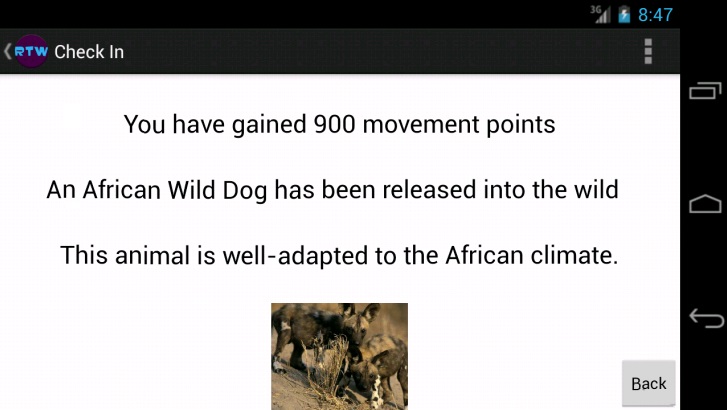 3G 8:47
RTW Check In
You have gained 900 movement points
An African Wild Dog has been released into the wild
This animal is well-adapted to the African climate.
Back